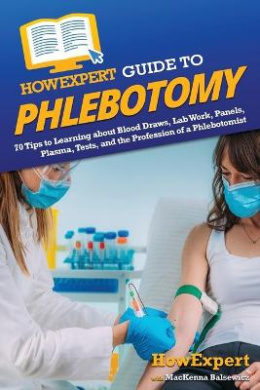 HOWEXPERT GUIDE TO
PHLEBOTOMY
70 Tips to Learning about Blood Draws, Lab Work, Panels,
Plasma, Tests, and the Profession of a Phlebotomist
HowExpert
with MacKenna Balsewicz